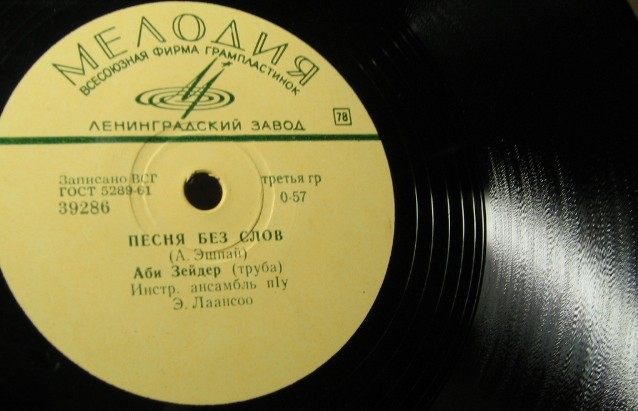 МЕЛОДИЯ
ВСЕСОЮЗНАЯ ФИРМА ГРАМПЛАСТИНОК
ЛЕНИНГРАДСКИЙ ЗАВОД
78
Записано ВСГ
ГОСТ 5289-61
39286
третья гр
0-57
ПЕСНЯ БЕЗ СЛОВ
(А. Эшпай)
Аби Зейдер (труба)
Инстр. ансамбль п1у
Э. Лаансоо